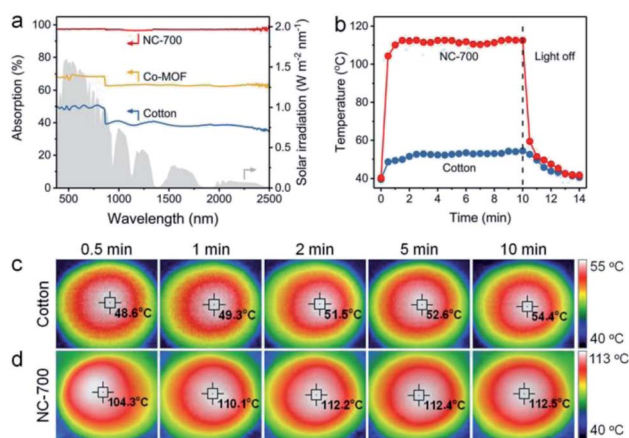 a
100
80
60
40
20
0
Absorption (%)
NC-700
Co-MOF
Cotton
2.0
1.5
1.0
0.5
0.0
Solar irradiation (W m-2 nm-1)
500 1000 1500 2000 2500
Wavelength (nm)
b
120
100
80
60
40
Temperature (°C)
NC-700
Light off
Cotton
0 2 4 6 8 10 12 14
Time (min)
0.5 min 1 min 2 min 5 min 10 min
c
Cotton
48.6°C 49.3°C 51.5°C 52.6°C 54.4°C
55 °C
40 °C
d
NC-700
104.3°C 110.1°C 112.2°C 112.4°C 112.5°C
113 °C
40 °C